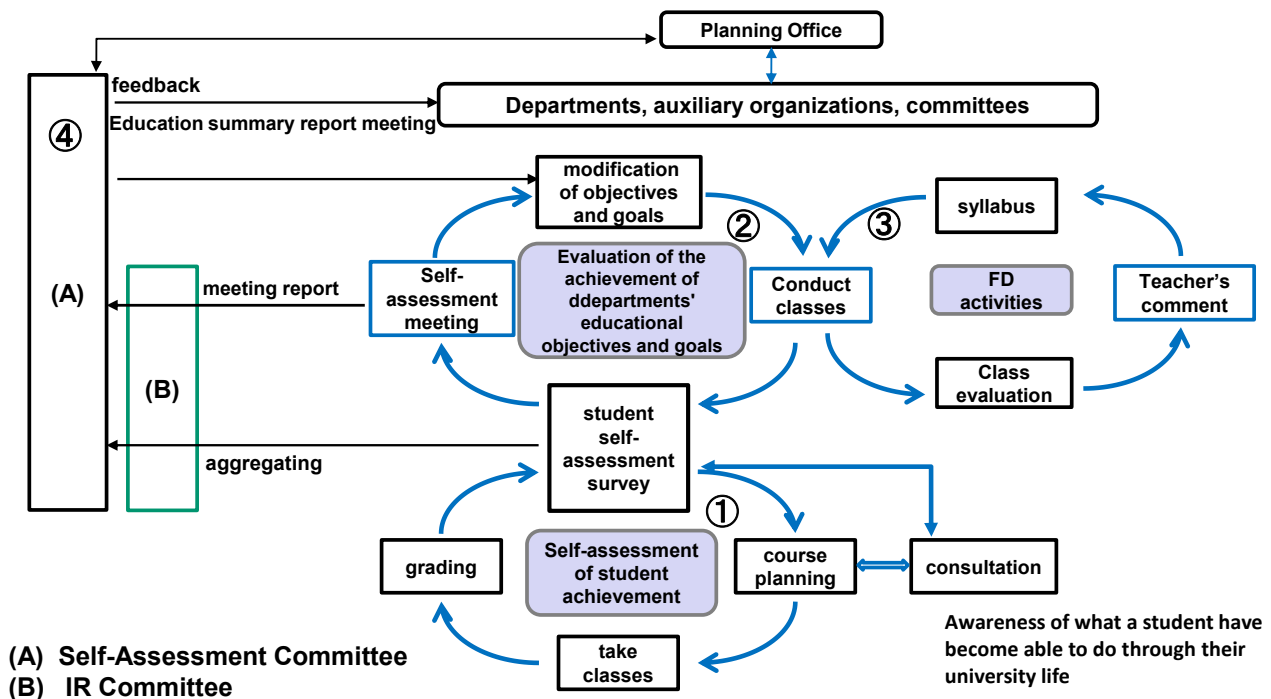 Planning Office
feedback
Departments, auxiliary organizations, committees
④
Education summary report meeting
modification
of objectives
and goals
②
③
syllabus
Evaluation of the
achievement of
ddepartments'
educational
objectives and goals
Self-
assessment
meeting
Conduct
classes
FD
activities
Teacher's
comment
(A)
meeting report
(B)
Class
evaluation
student
self-
assessment
survey
aggregating
①
grading
Self-assessment
of student
achievement
course
planning
consultation
take
classes
Awareness of what a student have
become able to do through their
university life
(A) Self-Assessment Committee
(B) IR Committee